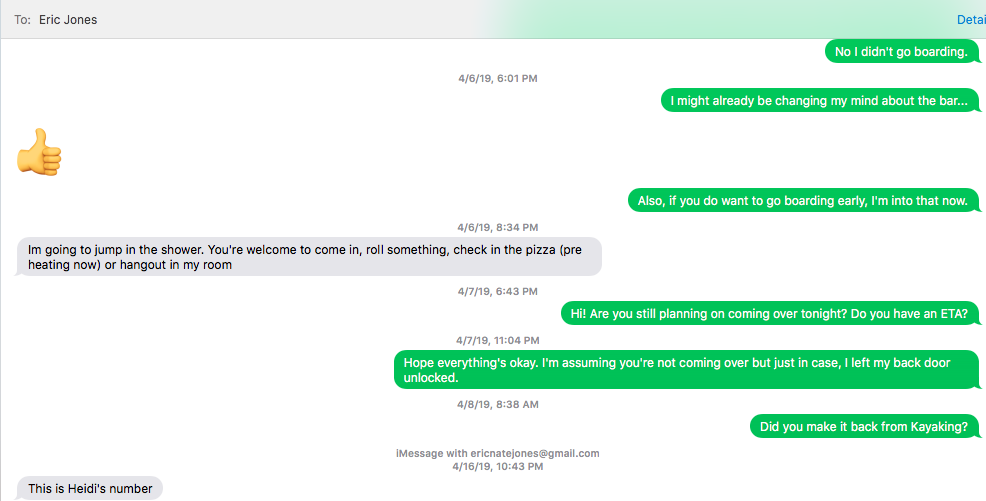 To: Eric Jones
Detai
No I didn't go boarding.
4/6/19, 6:01 PM
I might already be changing my mind about the bar...
Also, if you do want to go boarding early, I'm into that now.
4/6/19, 8:34 PM
Im going to jump in the shower. You're welcome to come in, roll something, check in the pizza (pre
heating now) or hangout in my room
4/7/19, 6:43 PM
Hi! Are you still planning on coming over tonight? Do you have an ETA?
4/7/19, 11:04 PM
Hope everything's okay. I'm assuming you're not coming over but just in case, I left my back door
unlocked.
4/8/19, 8:38 AM
Did you make it back from Kayaking?
iMessage with ericnatejones@gmail.com
4/16/19, 10:43 PM
This is Heidi's number